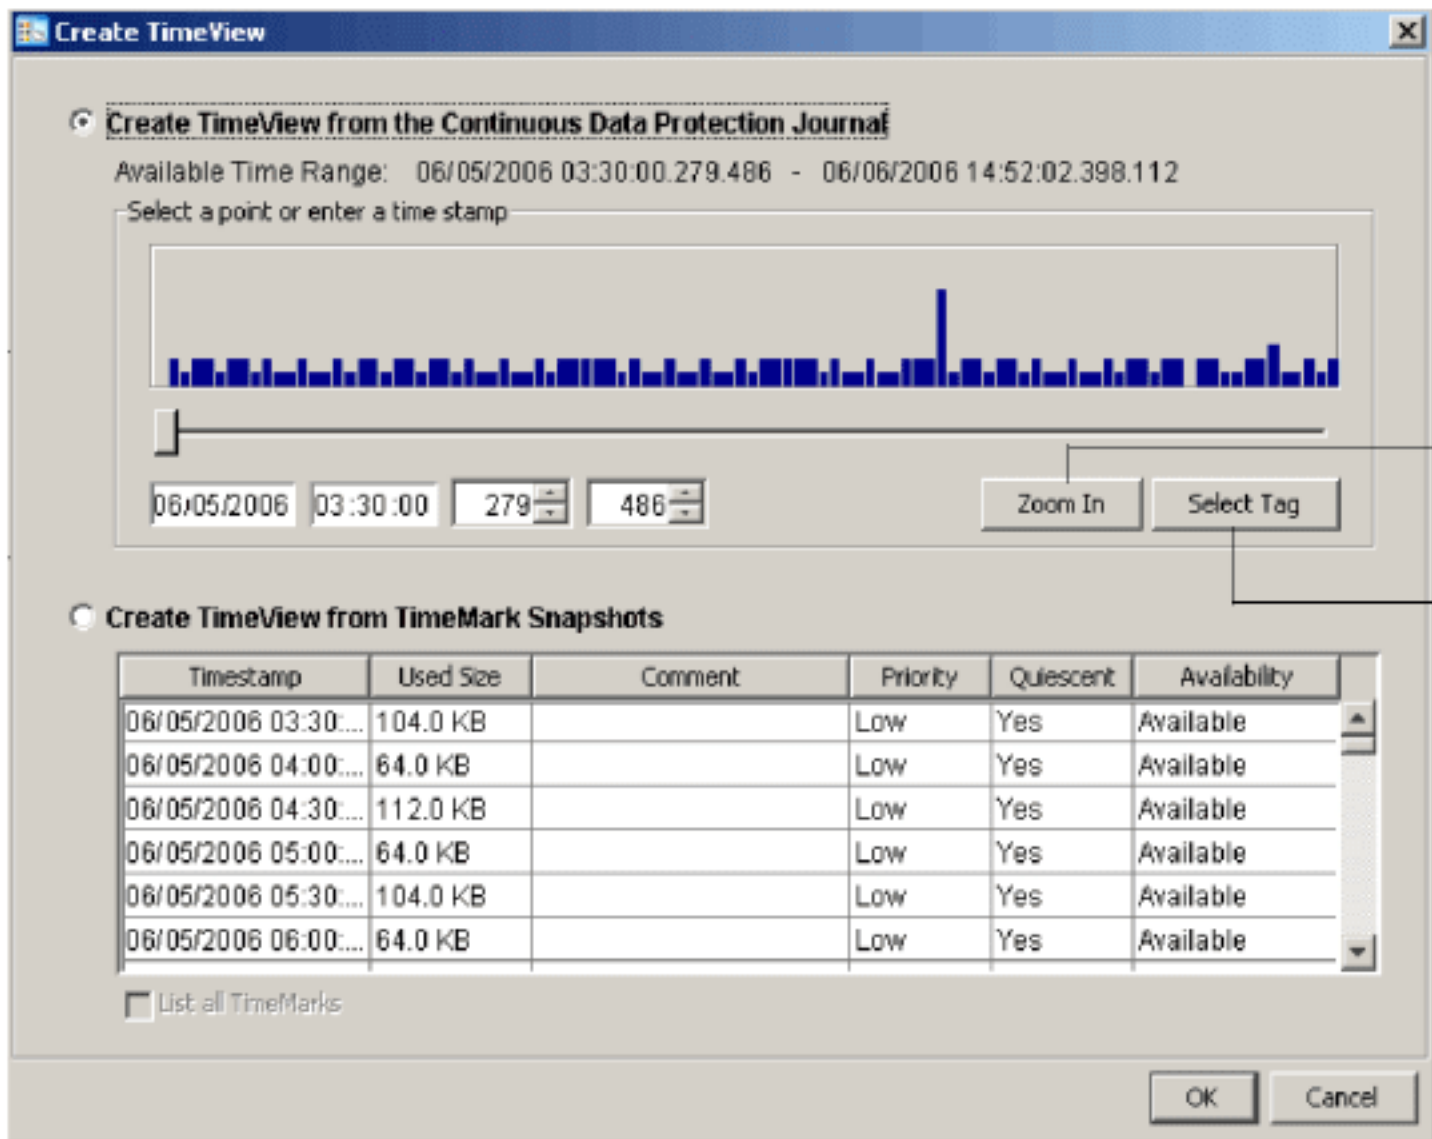 Create TimeView
Create TimeView from the Continuous Data Protection Journal
Available Time Range: 06/05/2006 03:30:00.279.486 - 06/06/2006 14:52:02.398.112
Select a point or enter a time stamp
06/05/2006 03:30:00 279 486 Zoom In Select Tag
Create TimeView from TimeMark Snapshots
Timestamp Used Size Comment Priority Quiescent Availability
06/05/2006 03:30:... 104.0 KB Low Yes Available
06/05/2006 04:00:... 64.0 KB Low Yes Available
06/05/2006 04:30:... 112.0 KB Low Yes Available
06/05/2006 05:00:... 64.0 KB Low Yes Available
06/05/2006 05:30:... 104.0 KB Low Yes Available
06/05/2006 06:00:... 64.0 KB Low Yes Available
List all TimeMarks
OK Cancel